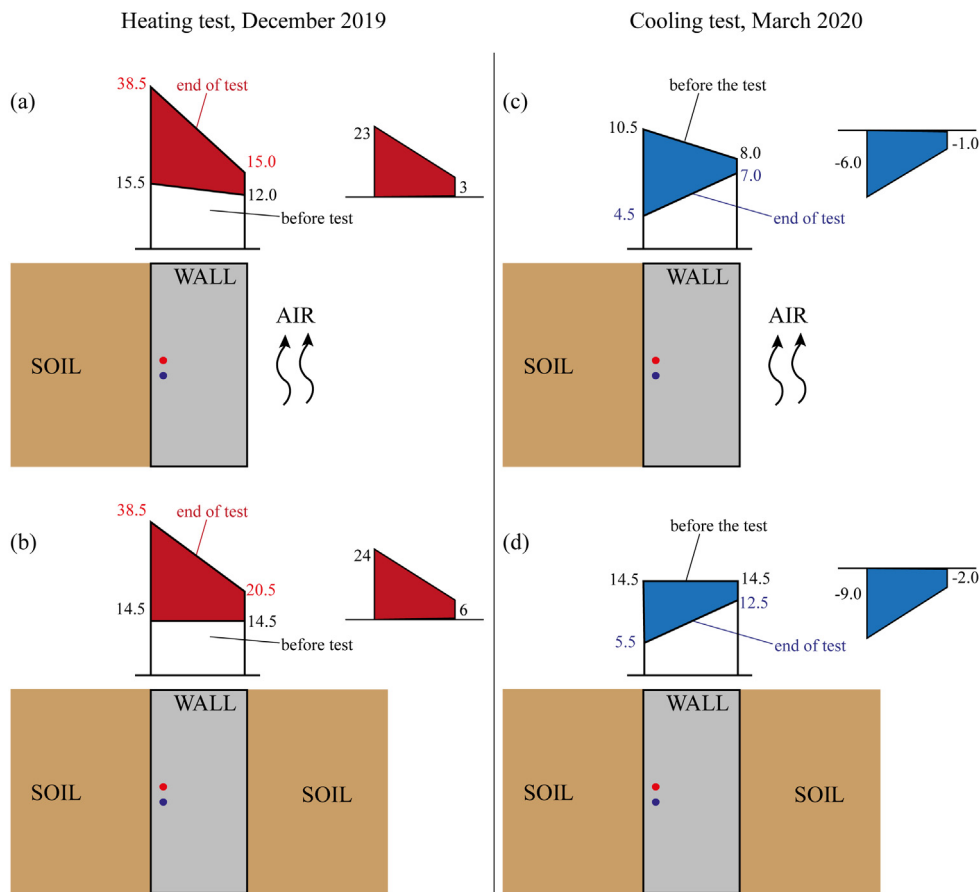 Heating test, December 2019
Cooling test, March 2020
(a)
38.5
end of test
15.0
15.5
12.0
before test
23
3
WALL
SOIL
AIR
(c)
before the test
10.5
8.0
7.0
4.5
end of test
-6.0
-1.0
WALL
SOIL
AIR
(b)
38.5
end of test
20.5
14.5
14.5
before test
24
6
WALL
SOIL
SOIL
(d)
before the test
14.5
14.5
12.5
5.5
end of test
-9.0
-2.0
WALL
SOIL
SOIL